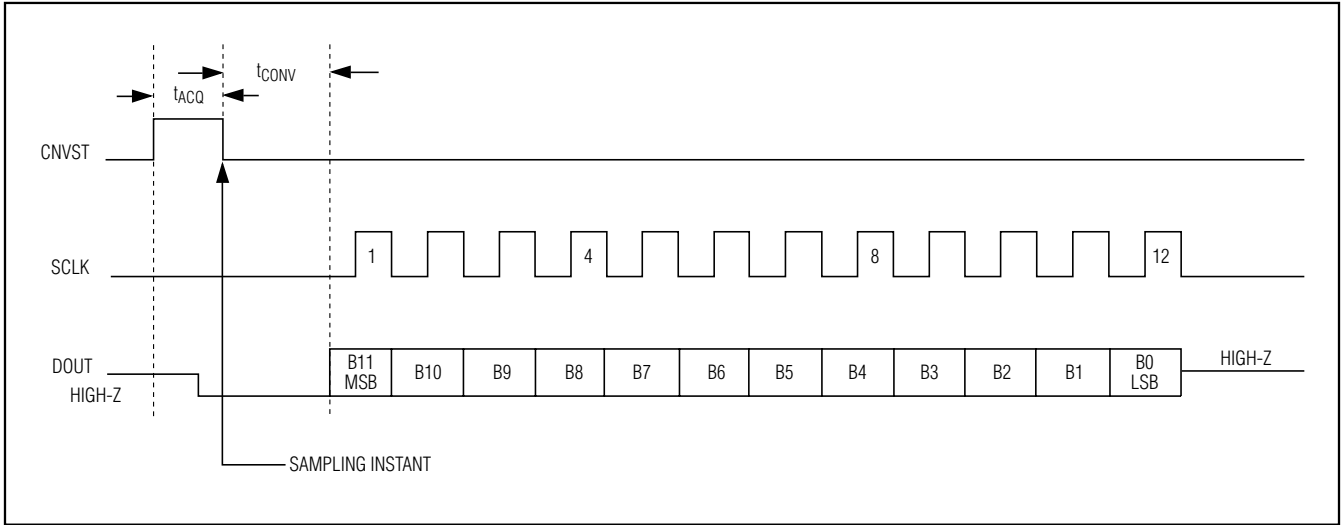 tCONV
tACQ
CNVST
SCLK
1
4
8
12
DOUT
HIGH-Z
B11
MSB
B10
B9
B8
B7
B6
B5
B4
B3
B2
B1
B0
LSB
HIGH-Z
SAMPLING INSTANT